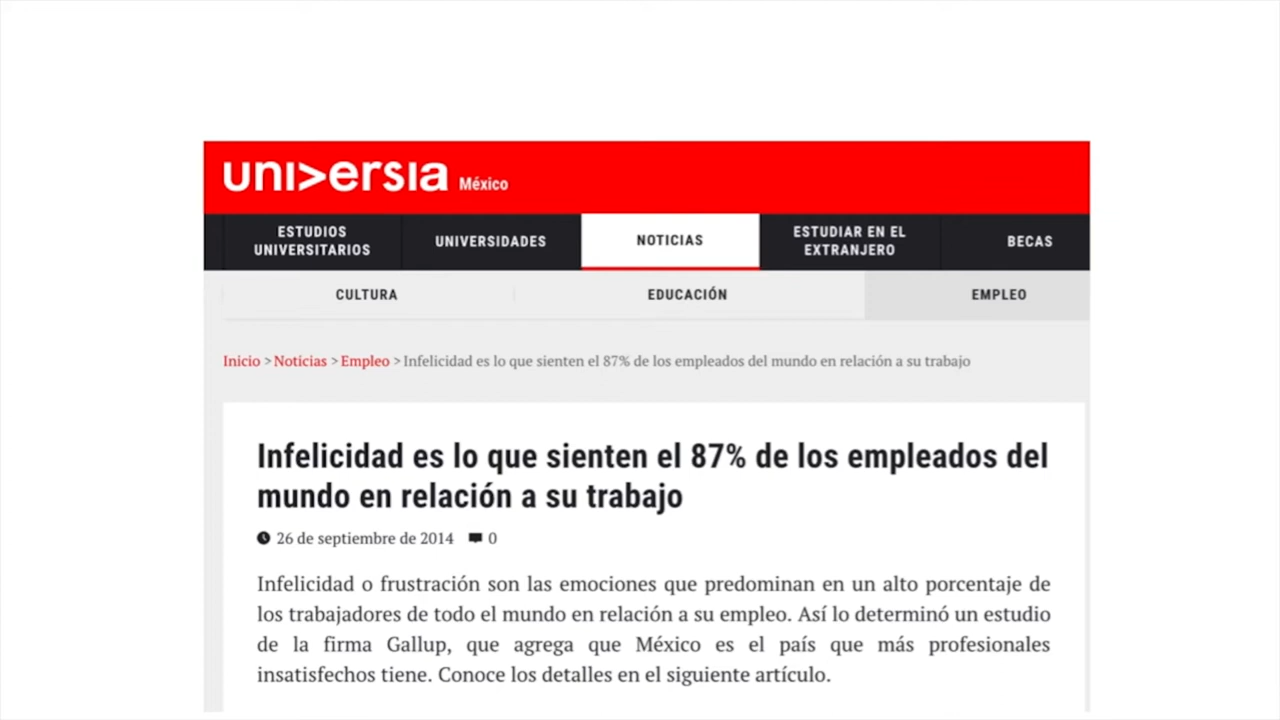 uni>ersia México
ESTUDIOS UNIVERSITARIOS
UNIVERSIDADES
NOTICIAS
ESTUDIAR EN EL EXTRANJERO
BECAS
CULTURA
EDUCACIÓN
EMPLEO
Inicio > Noticias > Empleo > Infelicidad es lo que sienten el 87% de los empleados del mundo en relación a su trabajo
Infelicidad es lo que sienten el 87% de los empleados del
mundo en relación a su trabajo
26 de septiembre de 2014 0
Infelicidad o frustración son las emociones que predominan en un alto porcentaje de
los trabajadores de todo el mundo en relación a su empleo. Así lo determinó un estudio
de la firma Gallup, que agrega que México es el país que más profesionales
insatisfechos tiene. Conoce los detalles en el siguiente artículo.